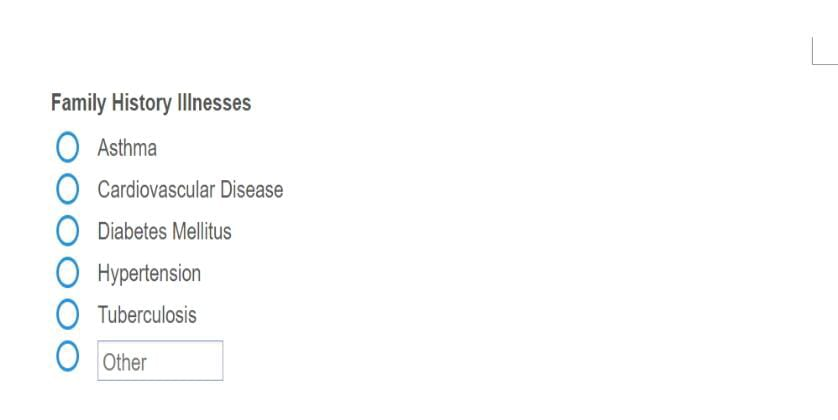 Family History Illnesses
Asthma
Cardiovascular Disease
Diabetes Mellitus
Hypertension
Tuberculosis
Other